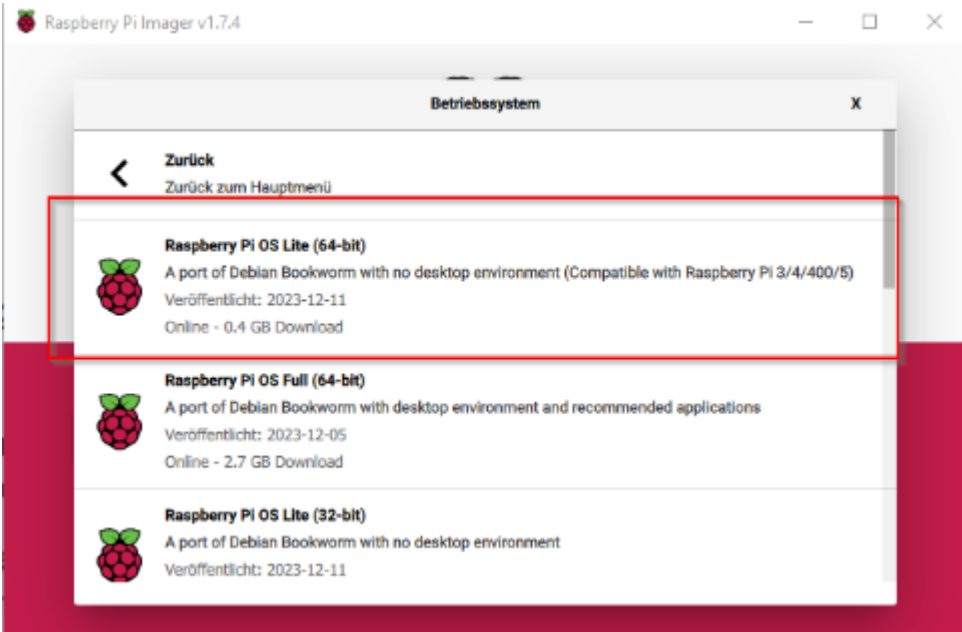 Raspberry Pi Imager v1.7.4
Betriebssystem
X
Zurück
Zurück zum Hauptmenü
Raspberry Pi OS Lite (64-bit)
A port of Debian Bookworm with no desktop environment (Compatible with Raspberry Pi 3/4/400/5)
Veröffentlicht: 2023-12-11
Online - 0.4 GB Download
Raspberry Pi OS Full (64-bit)
A port of Debian Bookworm with desktop environment and recommended applications
Veröffentlicht: 2023-12-05
Online - 2.7 GB Download
Raspberry Pi OS Lite (32-bit)
A port of Debian Bookworm with no desktop environment
Veröffentlicht: 2023-12-11